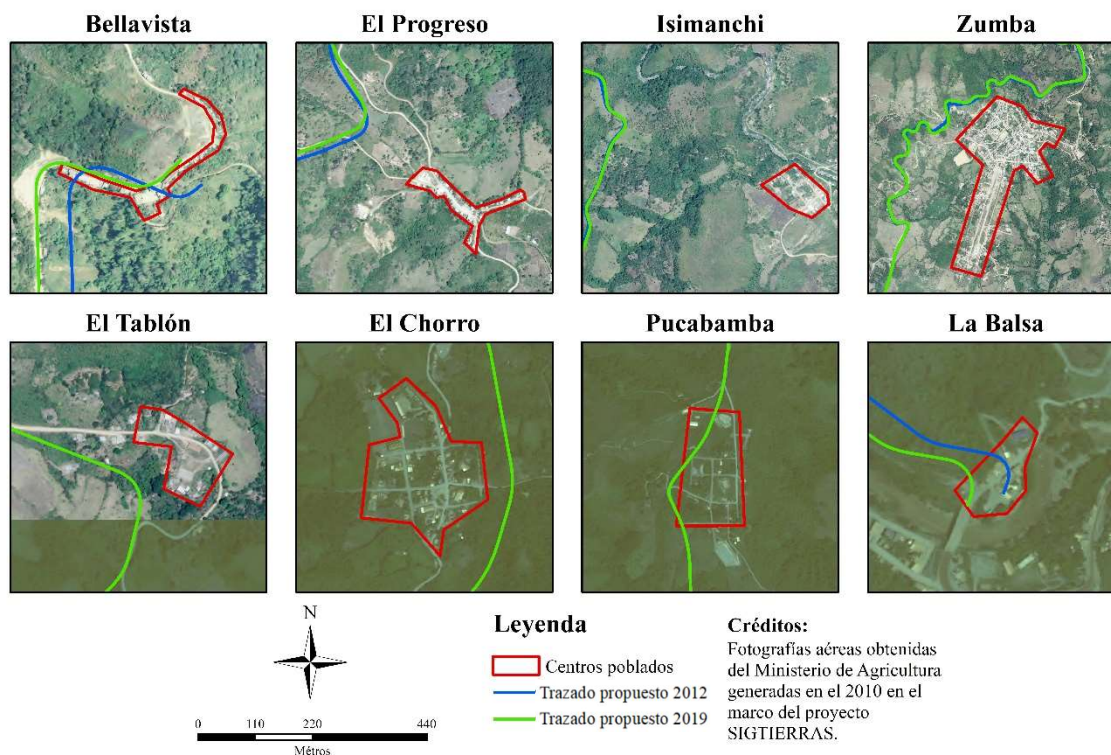 Bellavista
El Progreso
Isimanchi
Zumba
El Tablón
El Chorro
Pucabamba
La Balsa
N
0 110 220 440
Métros
Leyenda
Centros poblados
Trazado propuesto 2012
Trazado propuesto 2019
Créditos:
Fotografías aéreas obtenidas
del Ministerio de Agricultura
generadas en el 2010 en el
marco del proyecto
SIGTIERRAS.